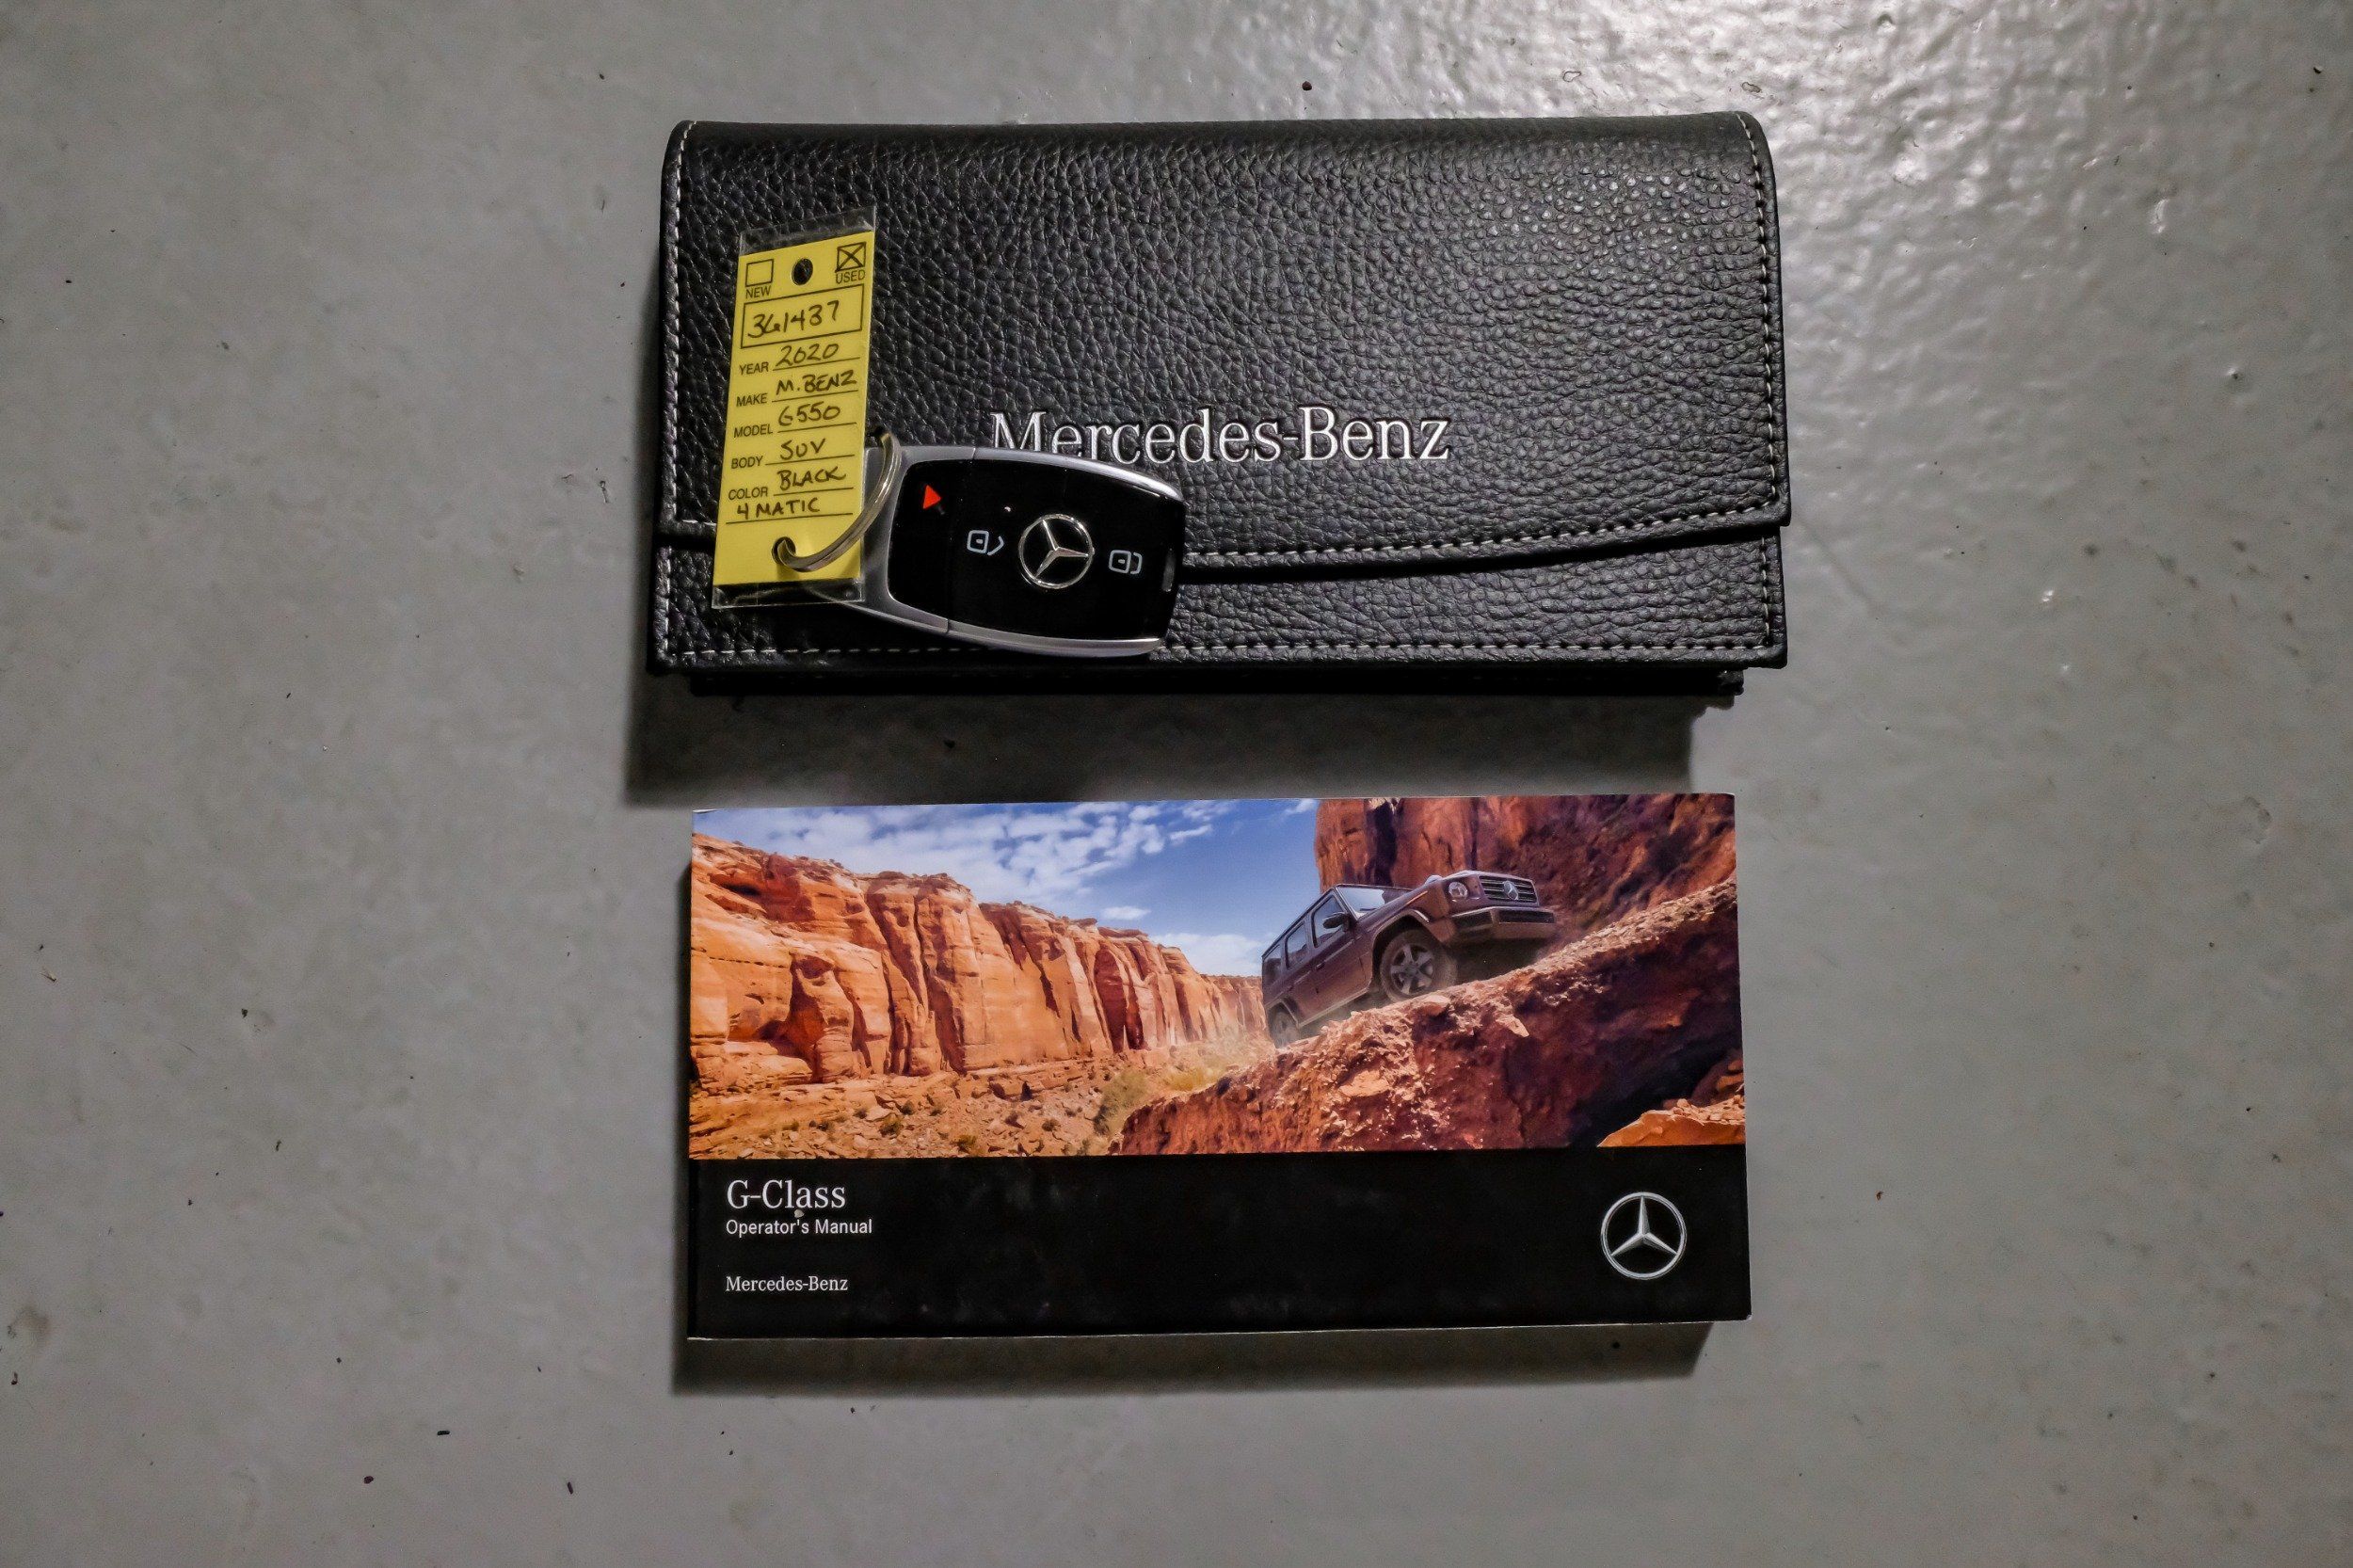 NEW USED
361437
YEAR 2020
MAKE M. BENZ
MODEL G550
BODY SUV
COLOR BLACK
4 MATIC
Mercedes-Benz
G-Class
Operator's Manual
Mercedes-Benz